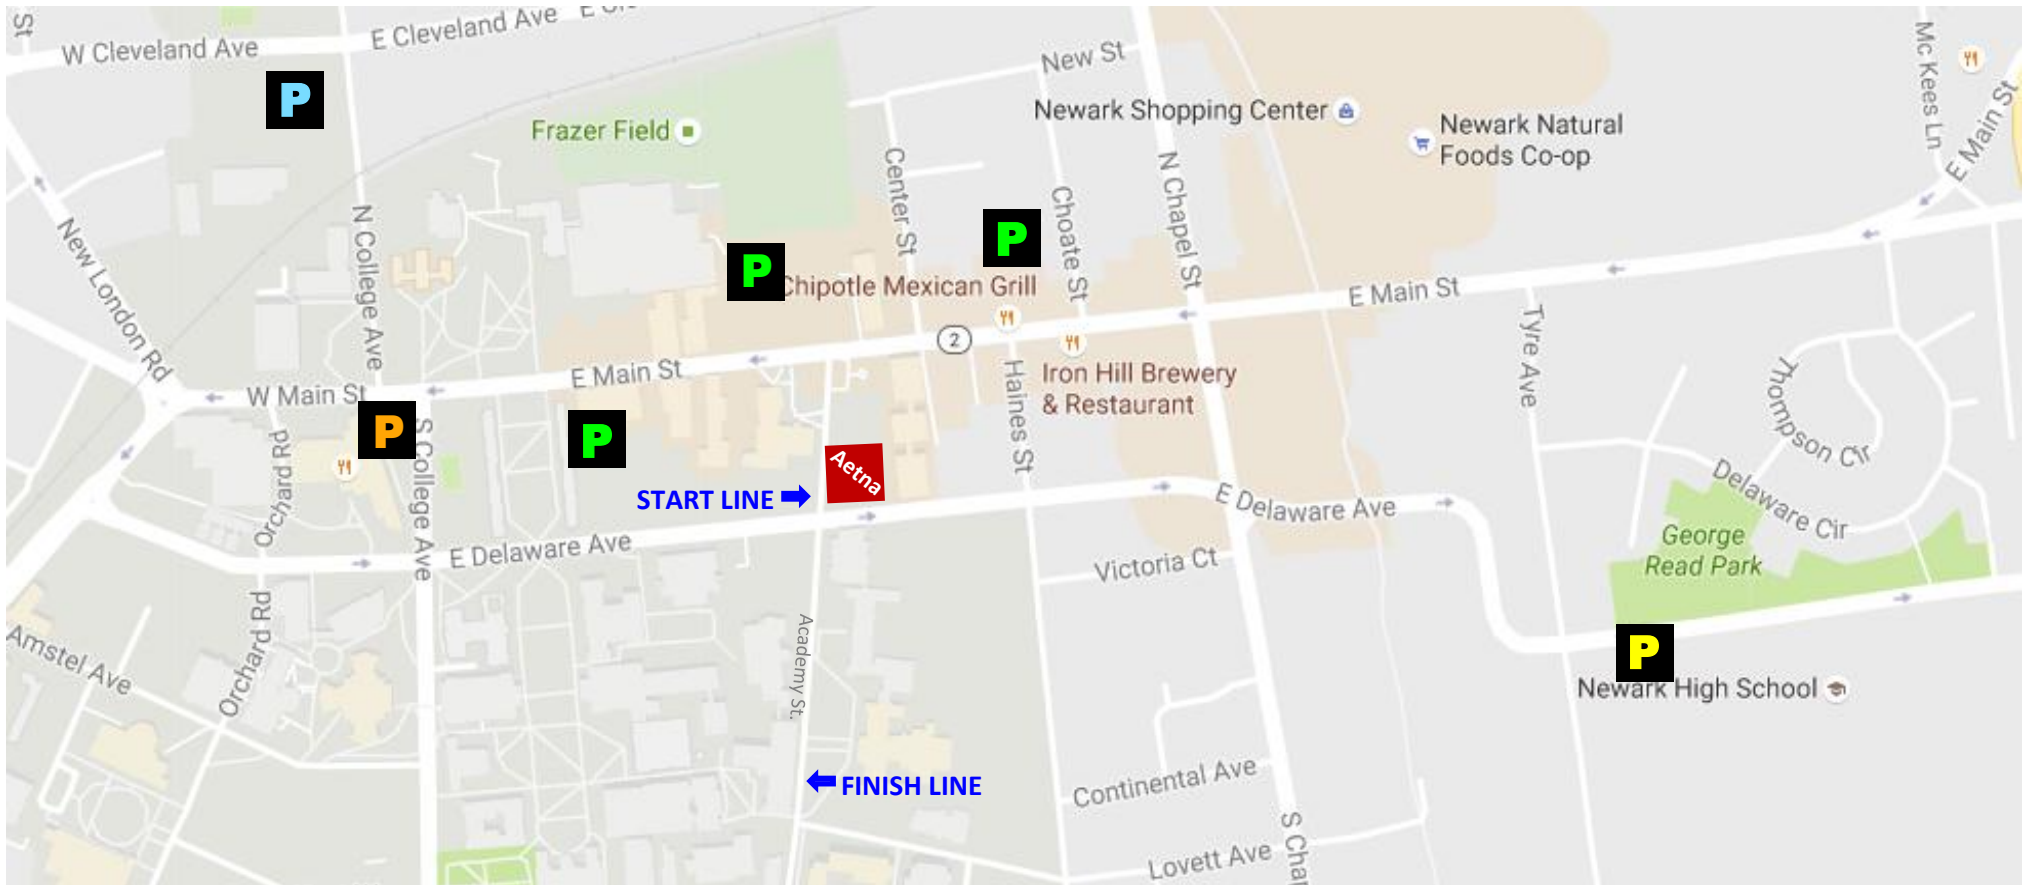 St
W Cleveland Ave
E Cleveland Ave
P
New St
Mc Kees Ln
E Main St
Newark Shopping Center
Newark Natural
Foods Co-op
Frazer Field
Center St
N Chapel St
Choate St
New London Rd
N College Ave
P
P
Chipotle Mexican Grill
E Main St
2
Tyre Ave
W Main St
E Main St
Haines St
Iron Hill Brewery
& Restaurant
Thompson Cir
P
P
S College Ave
Orchard Rd
Aetna
START LINE
E Delaware Ave
Delaware Cir
E Delaware Ave
George
Read Park
Victoria Ct
Orchard Rd
Academy St.
Amstel Ave
P
Newark High School
FINISH LINE
Continental Ave
Lovett Ave
S Cha